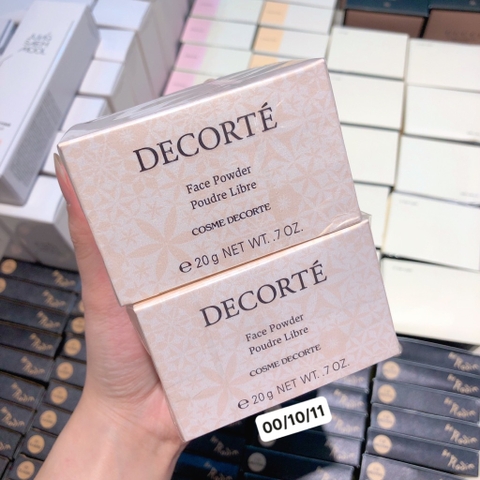 DECORTÉ
Face Powder
Poudre Libre
COSME DECORTE
℮ 20 g NET WT. .7 OZ.
DECORTÉ
Face Powder
Poudre Libre
COSME DECORTE
℮ 20 g NET WT. .7 OZ.
00/10/11